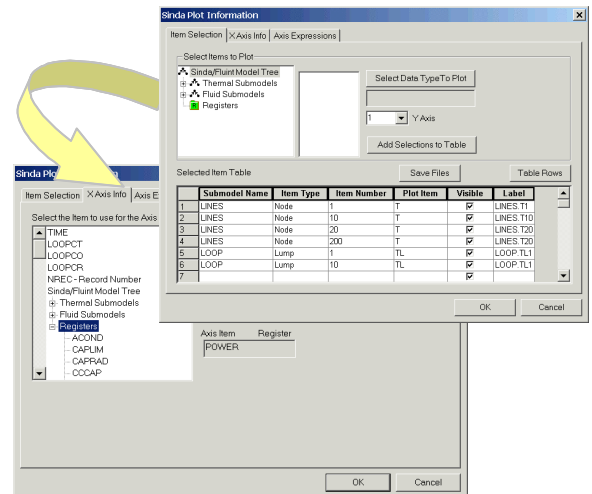 Sinda Plot Information
Item Selection X Axis Info Axis Expressions
Select Items to Plot
Sinda/Fluint Model Tree
Thermal Submodels
Fluid Submodels
Registers
Select Data TypeTo Plot
1 Y Axis
Add Selections to Table
Selected Item Table Save Files Table Rows
Submodel Name Item Type Item Number Plot Item Visible Label
1 LINES Node 1 T LINES.T1
2 LINES Node 10 T LINES.T10
3 LINES Node 20 T LINES.T20
4 LINES Node 200 T LINES.T20
5 LOOP Lump 1 TL LOOP.TL1
6 LOOP Lump 10 TL LOOP.TL1
7
OK Cancel
Sinda Plo
Item Selection X Axis Info Axis E
Select the Item to use for the Axis
TIME
LOOPCT
LOOPCO
LOOPCR
NREC - Record Number
Sinda/Fluint Model Tree
Thermal Submodels
Fluid Submodels
Registers
ACOND
CAPLIM
CAPRAD
CCCAP
Axis Item Register
POWER
OK Cancel